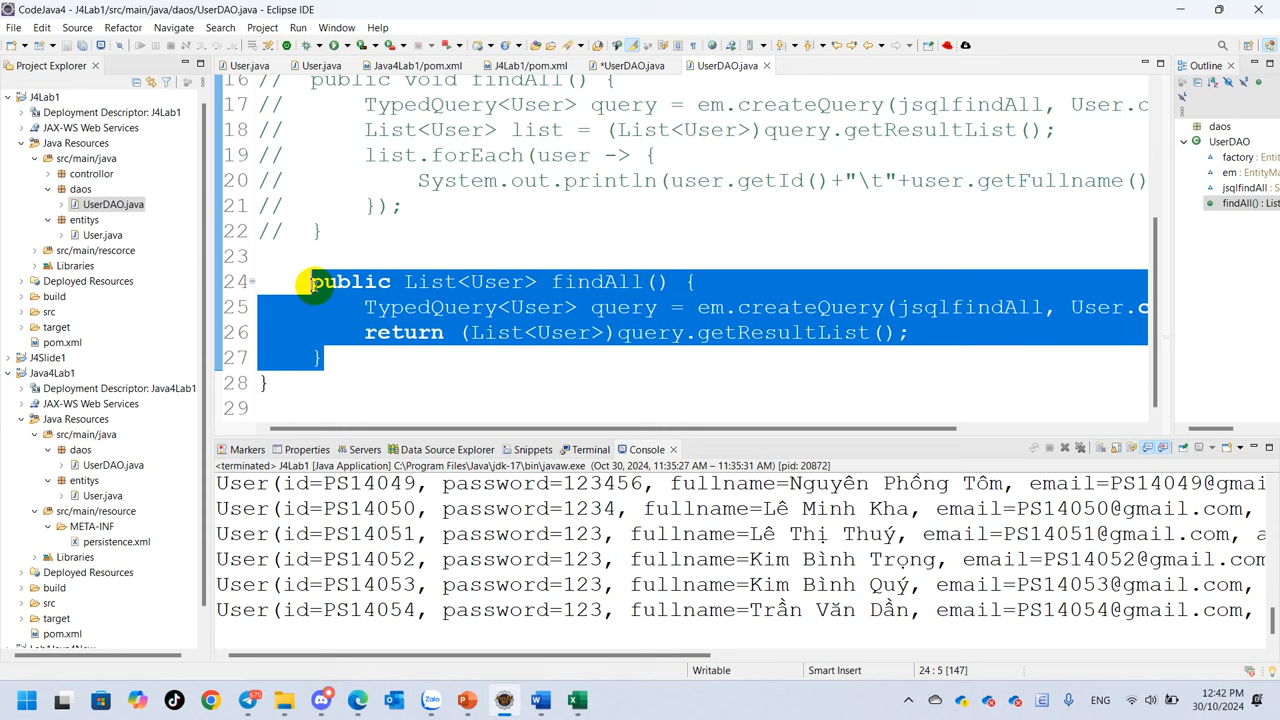 CodeJava4 - J4Lab1/src/main/java/daos/UserDAO.java - Eclipse IDE
File Edit Source Refactor Navigate Search Project Run Window Help
Project Explorer
J4Lab1
Deployment Descriptor: J4Lab1
JAX-WS Web Services
Java Resources
src/main/java
controllor
daos
UserDAO.java
entitys
User.java
src/main/rescorce
Libraries
Deployed Resources
build
src
target
pom.xml
J4Slide1
Java4Lab1
Deployment Descriptor: Java4Lab1
JAX-WS Web Services
Java Resources
src/main/java
daos
UserDAO.java
entitys
User.java
src/main/resource
META-INF
persistence.xml
Libraries
Deployed Resources
build
src
target
pom.xml
User.java User.java Java4Lab1/pom.xml J4Lab1/pom.xml *UserDAO.java UserDAO.java
16 // public void findAll() {
17 // TypedQuery<User> query = em.createQuery(jsqlfindAll, User.c
18 // List<User> list = (List<User>)query.getResultList();
19 // list.forEach(user -> {
20 // System.out.println(user.getId()+"\t"+user.getFullname()
21 // });
22 // }
23
24 public List<User> findAll() {
25 TypedQuery<User> query = em.createQuery(jsqlfindAll, User.c
26 return (List<User>)query.getResultList();
27 }
28 }
29
Outline
daos
UserDAO
factory : Enti
em : EntityMa
jsqlfindAll : S
findAll() : List
Markers Properties Servers Data Source Explorer Snippets Terminal Console
<terminated> J4Lab1 [Java Application] C:\Program Files\Java\jdk-17\bin\javaw.exe (Oct 30, 2024, 11:35:27 AM – 11:35:31 AM) [pid: 20872]
User(id=PS14049, password=123456, fullname=Nguyên Phồng Tôm, email=PS14049@gmai
User(id=PS14050, password=1234, fullname=Lê Minh Kha, email=PS14050@gmail.com,
User(id=PS14051, password=123, fullname=Lê Thị Thuý, email=PS14051@gmail.com, a
User(id=PS14052, password=123, fullname=Kim Bình Trọng, email=PS14052@gmail.com
User(id=PS14053, password=123, fullname=Kim Bình Quý, email=PS14053@gmail.com,
User(id=PS14054, password=123, fullname=Trần Văn Dần, email=PS14054@gmail.com,
Writable Smart Insert 24 : 5 [147]
Zalo
ENG
12:42 PM
30/10/2024